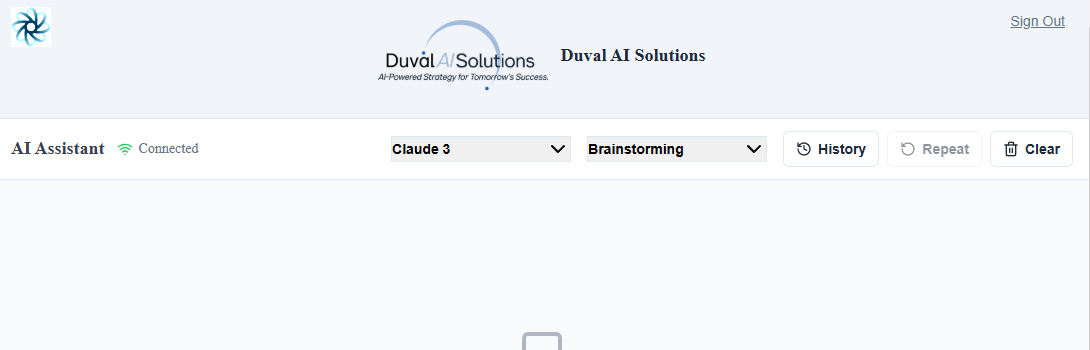 Sign Out
Duval AI Solutions
AI-Powered Strategy for Tomorrow's Success.
Duval AI Solutions
AI Assistant Connected Claude 3 Brainstorming History Repeat Clear